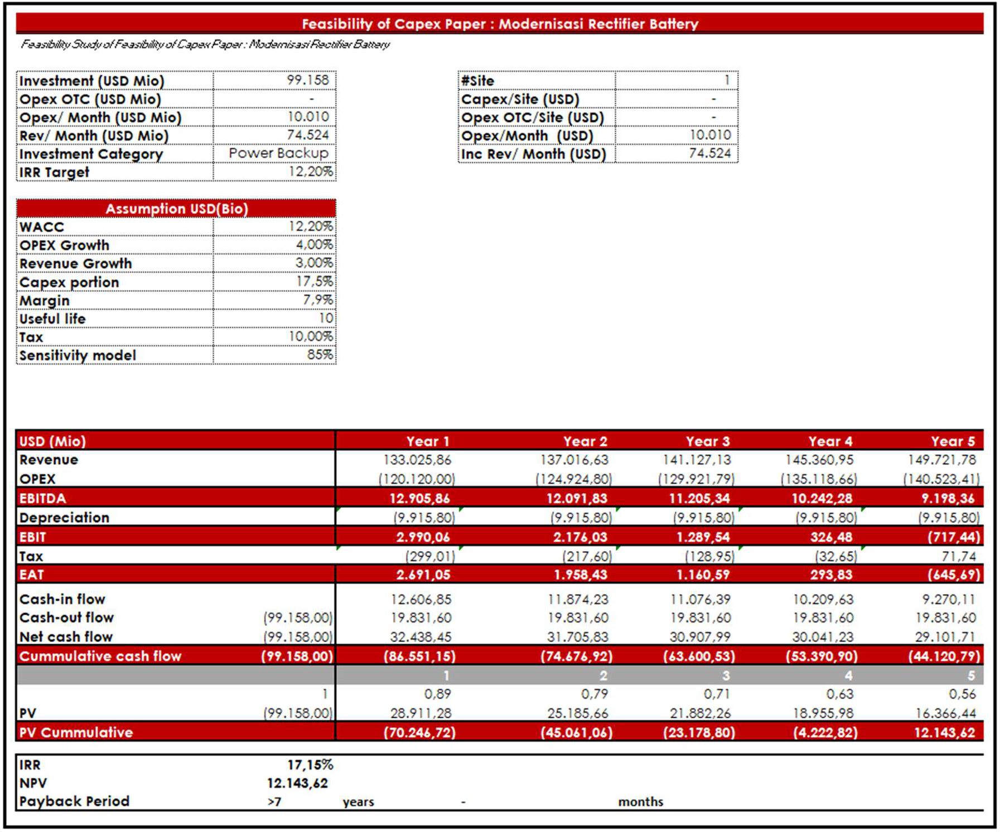 Feasibility of Capex Paper : Modernisasi Rectifier Battery
Feasibility Study of Feasibility of Capex Paper : Modernisasi Rectifier Battery
Investment (USD Mio) 99.158
Opex OTC (USD Mio) -
Opex/ Month (USD Mio) 10.010
Rev/ Month (USD Mio) 74.524
Investment Category Power Backup
IRR Target 12,20%
#Site 1
Capex/Site (USD) -
Opex OTC/Site (USD) -
Opex/Month (USD) 10.010
Inc Rev/ Month (USD) 74.524
Assumption USD(Bio)
WACC 12,20%
OPEX Growth 4,00%
Revenue Growth 3,00%
Capex portion 17,5%
Margin 7,9%
Useful life 10
Tax 10,00%
Sensitivity model 85%
USD (Mio) Year 1 Year 2 Year 3 Year 4 Year 5
Revenue 133.025,86 137.016,63 141.127,13 145.360,95 149.721,78
OPEX (120.120,00) (124.924,80) (129.921,79) (135.118,66) (140.523,41)
EBITDA 12.905,86 12.091,83 11.205,34 10.242,28 9.198,36
Depreciation (9.915,80) (9.915,80) (9.915,80) (9.915,80) (9.915,80)
EBIT 2.990,06 2.176,03 1.289,54 326,48 (717,44)
Tax (299,01) (217,60) (128,95) (32,65) 71,74
EAT 2.691,05 1.958,43 1.160,59 293,83 (645,69)
Cash-in flow 12.606,85 11.874,23 11.076,39 10.209,63 9.270,11
Cash-out flow (99.158,00) 19.831,60 19.831,60 19.831,60 19.831,60 19.831,60
Net cash flow (99.158,00) 32.438,45 31.705,83 30.907,99 30.041,23 29.101,71
Cummulative cash flow (99.158,00) (86.551,15) (74.676,92) (63.600,53) (53.390,90) (44.120,79)
1 2 3 4 5
1 0,89 0,79 0,71 0,63 0,56
PV (99.158,00) 28.911,28 25.185,66 21.882,26 18.955,98 16.366,44
PV Cummulative (70.246,72) (45.061,06) (23.178,80) (4.222,82) 12.143,62
IRR 17,15%
NPV 12.143,62
Payback Period >7 years - months